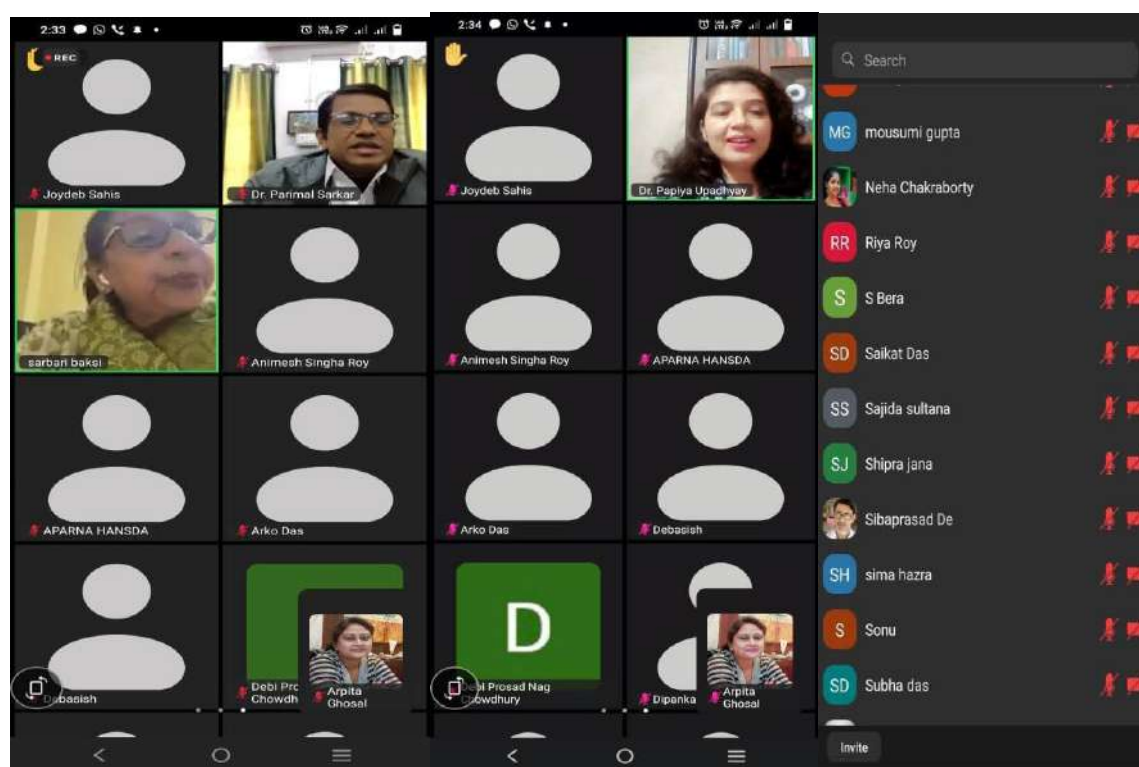 2:33
REC
Joydeb Sahis
Dr. Parimal Sarkar
sarbari baksi
Animesh Singha Roy
APARNA HANSDA
Arko Das
Debasish
Debi Pro
Chowdh
Arpita
Ghosal
2:34
Joydeb Sahis
Dr. Papiya Upadhyay
Animesh Singha Roy
APARNA HANSDA
Arko Das
Debasish
D
Debi Prosad Nag
Chowdhury
Dipanka
Arpita
Ghosal
Search
MG mousumi gupta
Neha Chakraborty
RR Riya Roy
S S Bera
SD Saikat Das
SS Sajida sultana
SJ Shipra jana
Sibaprasad De
SH sima hazra
S Sonu
SD Subha das
Invite